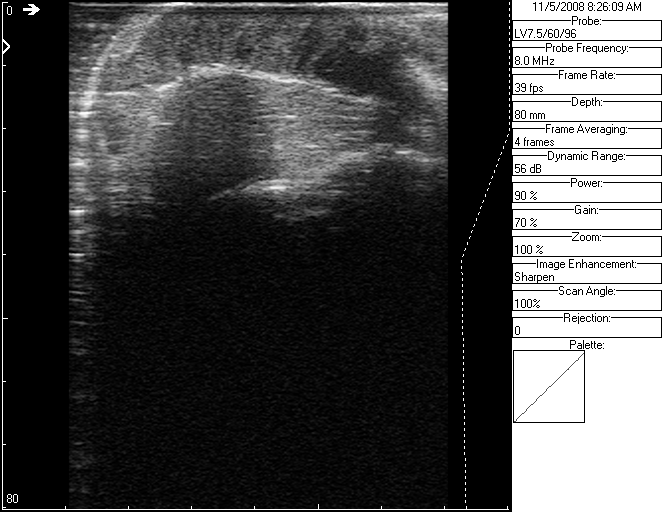 0
11/5/2008 8:26:09 AM
Probe:
LV7.5/60/96
Probe Frequency:
8.0 MHz
Frame Rate:
39 fps
Depth:
80 mm
Frame Averaging:
4 frames
Dynamic Range:
56 dB
Power:
90 %
Gain:
70 %
Zoom:
100 %
Image Enhancement:
Sharpen
Scan Angle:
100%
Rejection:
0
Palette:
80